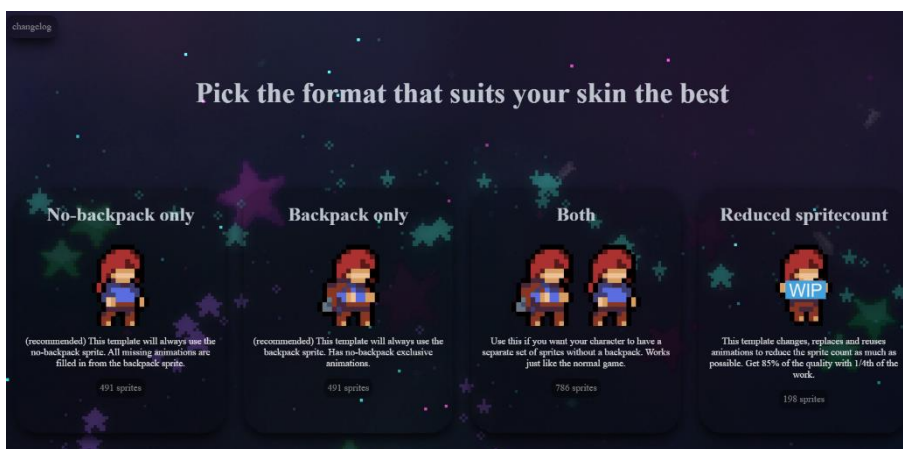 changelog
Pick the format that suits your skin the best
No-backpack only
(recommended) This template will always use the
no-backpack sprite. All missing animations are
filled in from the backpack sprite.
491 sprites
Backpack only
(recommended) This template will always use the
backpack sprite. Has no-backpack exclusive
animations.
491 sprites
Both
Use this if you want your character to have a
separate set of sprites without a backpack. Works
just like the normal game.
786 sprites
Reduced spritecount
WIP
This template changes, replaces and reuses
animations to reduce the sprite count as much as
possible. Get 85% of the quality with 1/4th of the
work.
198 sprites